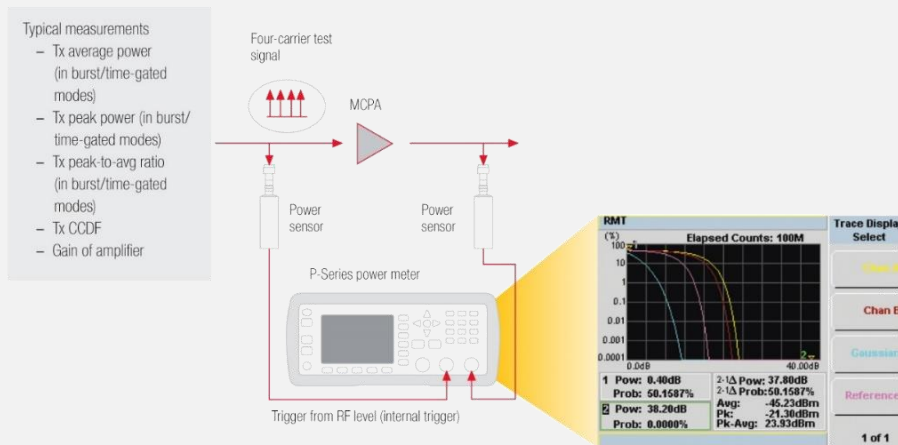 Typical measurements
– Tx average power
(in burst/time-gated
modes)
– Tx peak power (in burst/
time-gated modes)
– Tx peak-to-avg ratio
(in burst/time-gated
modes)
– Tx CCDF
– Gain of amplifier
Four-carrier test
signal
MCPA
Power
sensor
Power
sensor
P-Series power meter
Trigger from RF level (internal trigger)
RMT
(%)
Elapsed Counts: 100M
100
10
1
0.1
0.01
0.001
0.0001
1
2
0.0dB
40.00dB
1 Pow: 0.40dB
Prob: 50.1587%
2 Pow: 38.20dB
Prob: 0.0000%
2-1Δ Pow: 37.80dB
2-1Δ Prob:50.1587%
Avg: -45.23dBm
Pk: -21.30dBm
Pk-Avg: 23.93dBm
Trace Displa
Select
Chan B
Gaussian
Reference
1 of 1